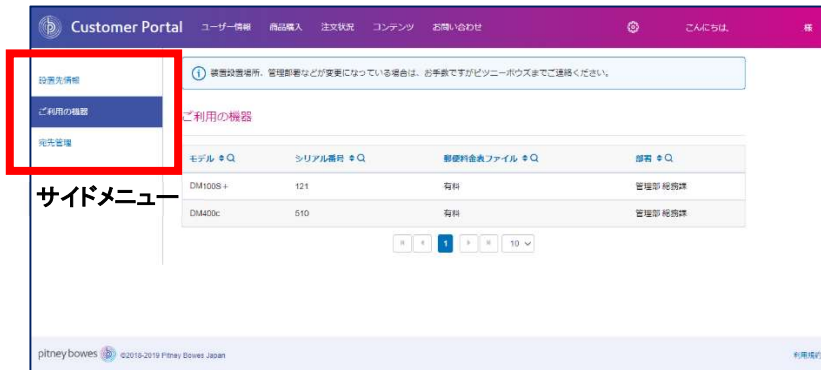 Customer Portal ユーザー情報 商品購入 注文状況 コンテンツ お問い合わせ こんにちは、 様
設置先情報
ご利用の機器
宛先管理
サイドメニュー
装置設置場所、管理部署などが変更になっている場合は、お手数ですがピツニーボウズまでご連絡ください。
ご利用の機器
モデル シリアル番号 郵便料金表ファイル 部署
DM100S+ 121 有料 管理部 総務課
DM400c 510 有料 管理部 総務課
1 10
pitney bowes ©2018-2019 Pitney Bowes Japan 利用規約